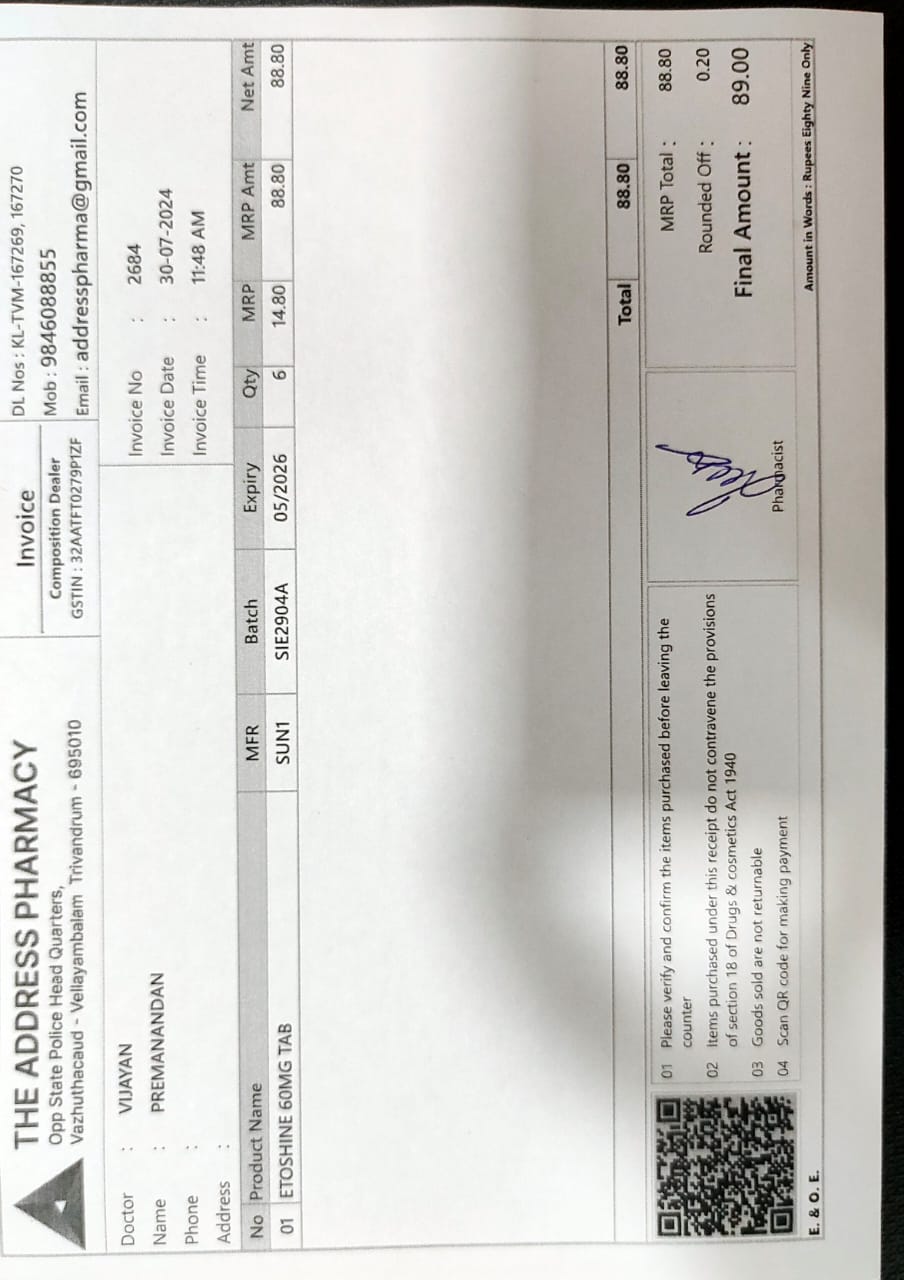 THE ADDRESS PHARMACY
Opp State Police Head Quarters,
Vazhuthacaud - Vellayambalam Trivandrum - 695010
Invoice
Composition Dealer
GSTIN : 32AATFT0279P1ZF
DL Nos : KL-TVM-167269, 167270
Mob : 9846088855
Email : addresspharma@gmail.com
Doctor : VIJAYAN
Name : PREMANANDAN
Phone :
Address :
Invoice No : 2684
Invoice Date : 30-07-2024
Invoice Time : 11:48 AM
No Product Name MFR Batch Expiry Qty MRP MRP Amt Net Amt
01 ETOSHINE 60MG TAB SUN1 SIE2904A 05/2026 6 14.80 88.80 88.80
Total 88.80 88.80
01 Please verify and confirm the items purchased before leaving the
counter
02 Items purchased under this receipt do not contravene the provisions
of section 18 of Drugs & cosmetics Act 1940
03 Goods sold are not returnable
04 Scan QR code for making payment
E. & O. E.
Pharmacist
MRP Total : 88.80
Rounded Off : 0.20
Final Amount : 89.00
Amount in Words : Rupees Eighty Nine Only